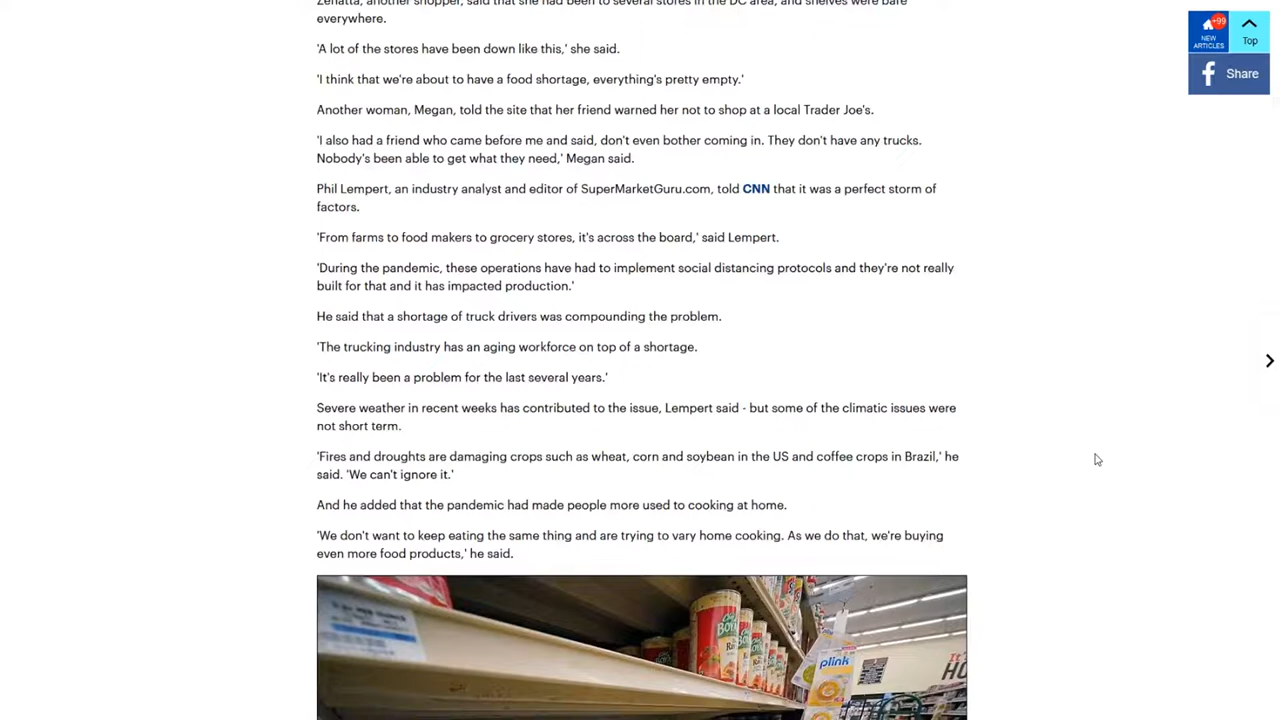 Zenatta, another shopper, said that she had been to several stores in the DC area, and shelves were bare
everywhere.
'A lot of the stores have been down like this,' she said.
'I think that we're about to have a food shortage, everything's pretty empty.'
Another woman, Megan, told the site that her friend warned her not to shop at a local Trader Joe's.
'I also had a friend who came before me and said, don't even bother coming in. They don't have any trucks.
Nobody's been able to get what they need,' Megan said.
Phil Lempert, an industry analyst and editor of SuperMarketGuru.com, told CNN that it was a perfect storm of
factors.
'From farms to food makers to grocery stores, it's across the board,' said Lempert.
'During the pandemic, these operations have had to implement social distancing protocols and they're not really
built for that and it has impacted production.'
He said that a shortage of truck drivers was compounding the problem.
'The trucking industry has an aging workforce on top of a shortage.
'It's really been a problem for the last several years.'
Severe weather in recent weeks has contributed to the issue, Lempert said - but some of the climatic issues were
not short term.
'Fires and droughts are damaging crops such as wheat, corn and soybean in the US and coffee crops in Brazil,' he
said. 'We can't ignore it.'
And he added that the pandemic had made people more used to cooking at home.
'We don't want to keep eating the same thing and are trying to vary home cooking. As we do that, we're buying
even more food products,' he said.
+99
NEW
ARTICLES
Top
Share
plink